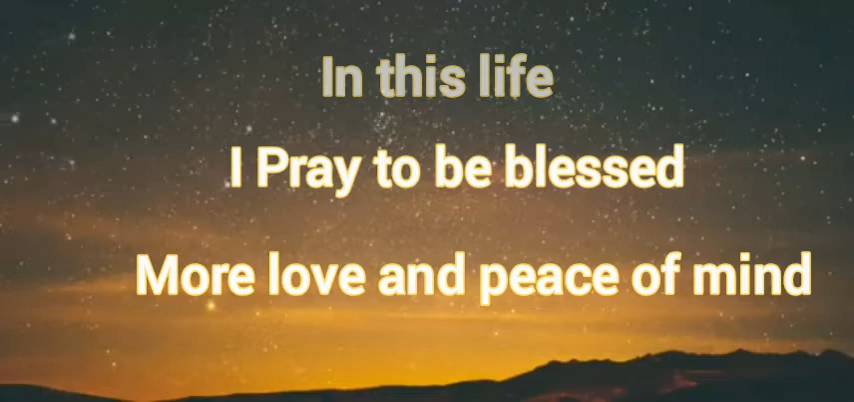 In this life
I Pray to be blessed
More love and peace of mind